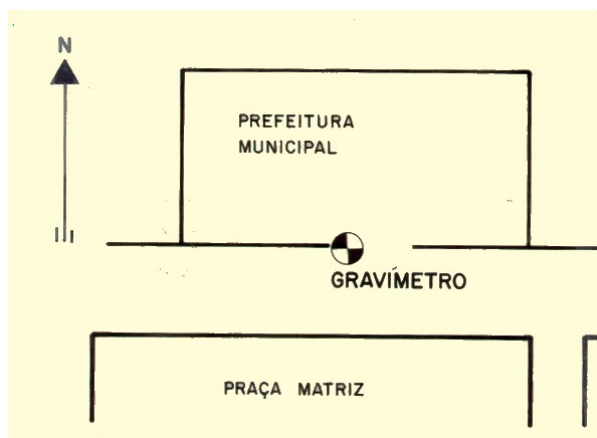 N
PREFEITURA
MUNICIPAL
GRAVÍMETRO
PRAÇA MATRIZ